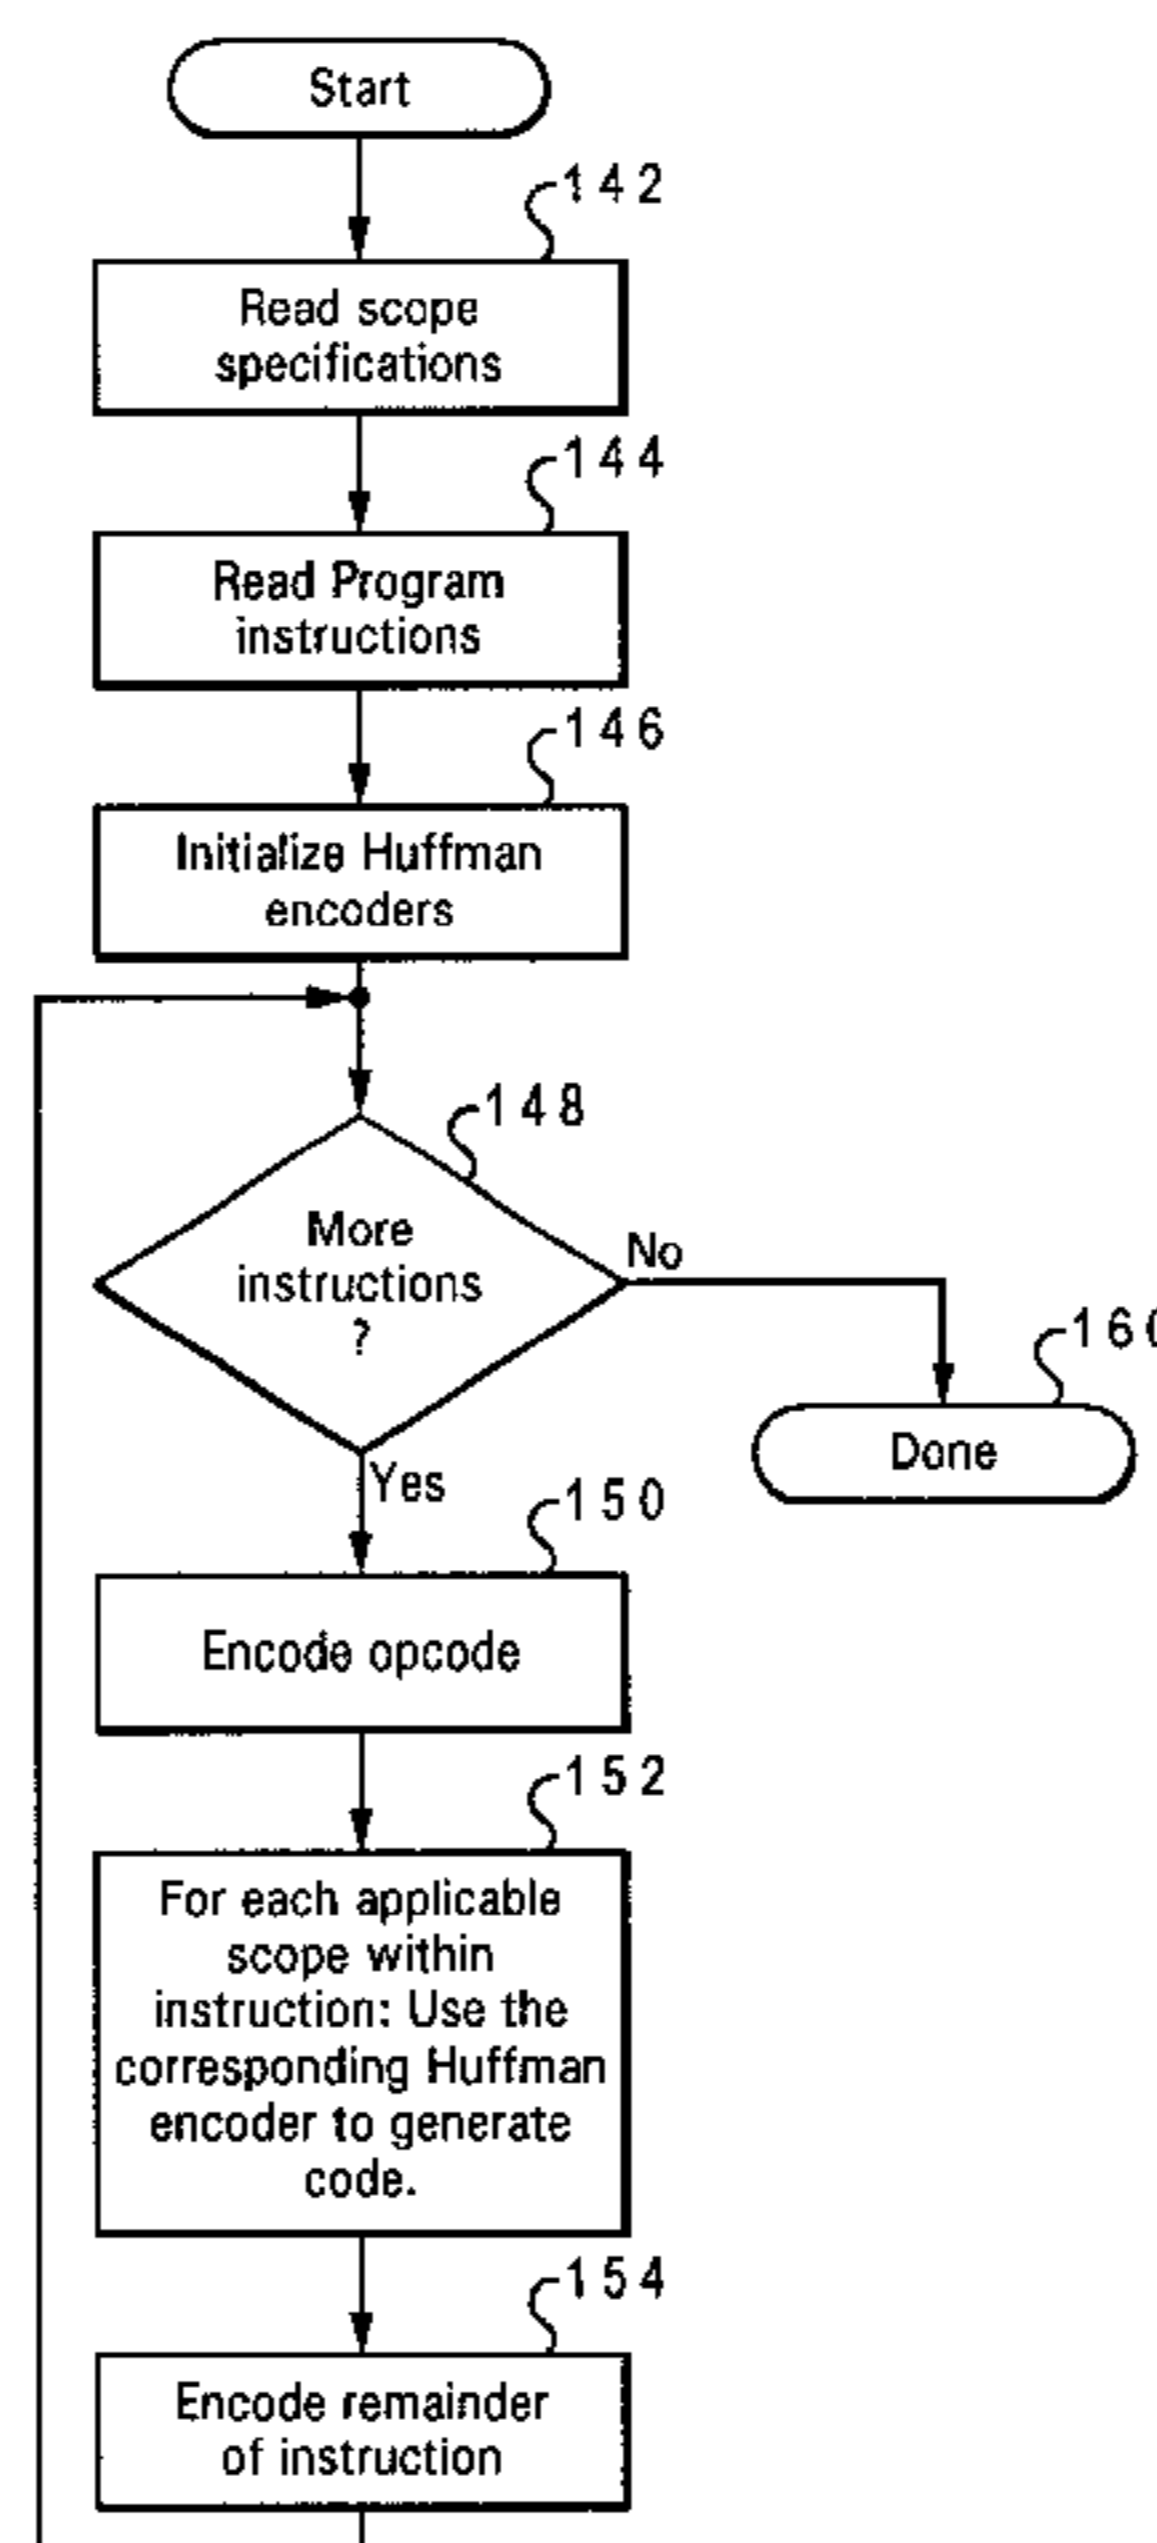 Start
142
Read scope
specifications
144
Read Program
instructions
146
Initialize Huffman
encoders
148
More
instructions
?
No
160
Done
Yes
150
Encode opcode
152
For each applicable
scope within
instruction: Use the
corresponding Huffman
encoder to generate
code.
154
Encode remainder
of instruction